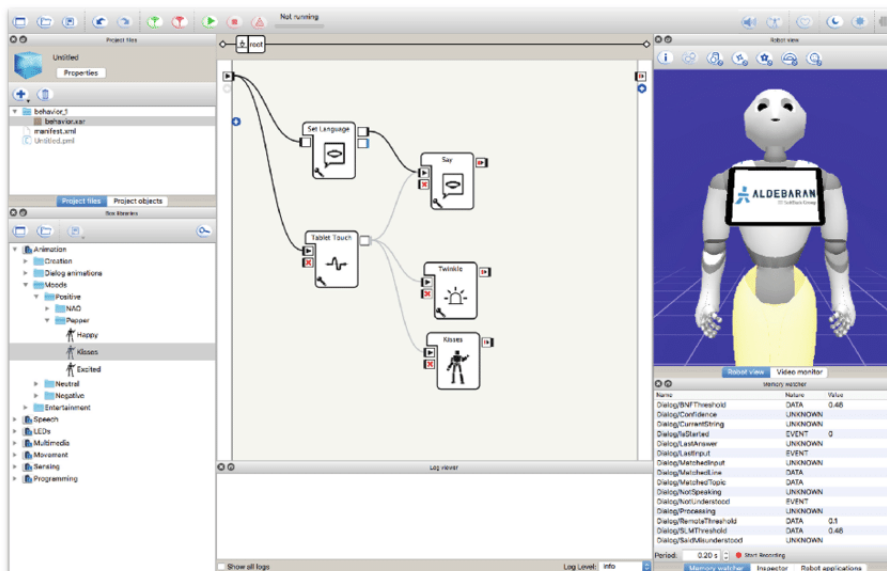 Not running
Project files
Untitled
Properties
behavior_1
behavior.xar
manifest.xml
Untitled.pml
Project files
Project objects
Box libraries
Animation
Creation
Dialog animations
Moods
Positive
NAO
Pepper
Happy
Kisses
Excited
Neutral
Negative
Entertainment
Speech
LEDs
Multimedia
Movement
Sensing
Programming
root
Set Language
Say
Tablet Touch
Twinkle
Kisses
Log viewer
Show all logs
Log Level: Info
Robot view
ALDEBARAN
Robot view
Video monitor
Memory watcher
Name Nature Value
Dialog/BNFThreshold DATA 0.48
Dialog/Confidence UNKNOWN
Dialog/CurrentString UNKNOWN
Dialog/IsStarted EVENT 0
Dialog/LastAnswer UNKNOWN
Dialog/LastInput EVENT
Dialog/MatchedInput UNKNOWN
Dialog/MatchedLine DATA
Dialog/MatchedTopic DATA
Dialog/NotSpeaking UNKNOWN
Dialog/NotUnderstood EVENT
Dialog/Processing UNKNOWN
Dialog/RemoteThreshold DATA 0.1
Dialog/SLMThreshold DATA 0.48
Dialog/SaidMisunderstood UNKNOWN
Period: 0.20 s Start Recording
Memory watcher
Inspector
Robot applications